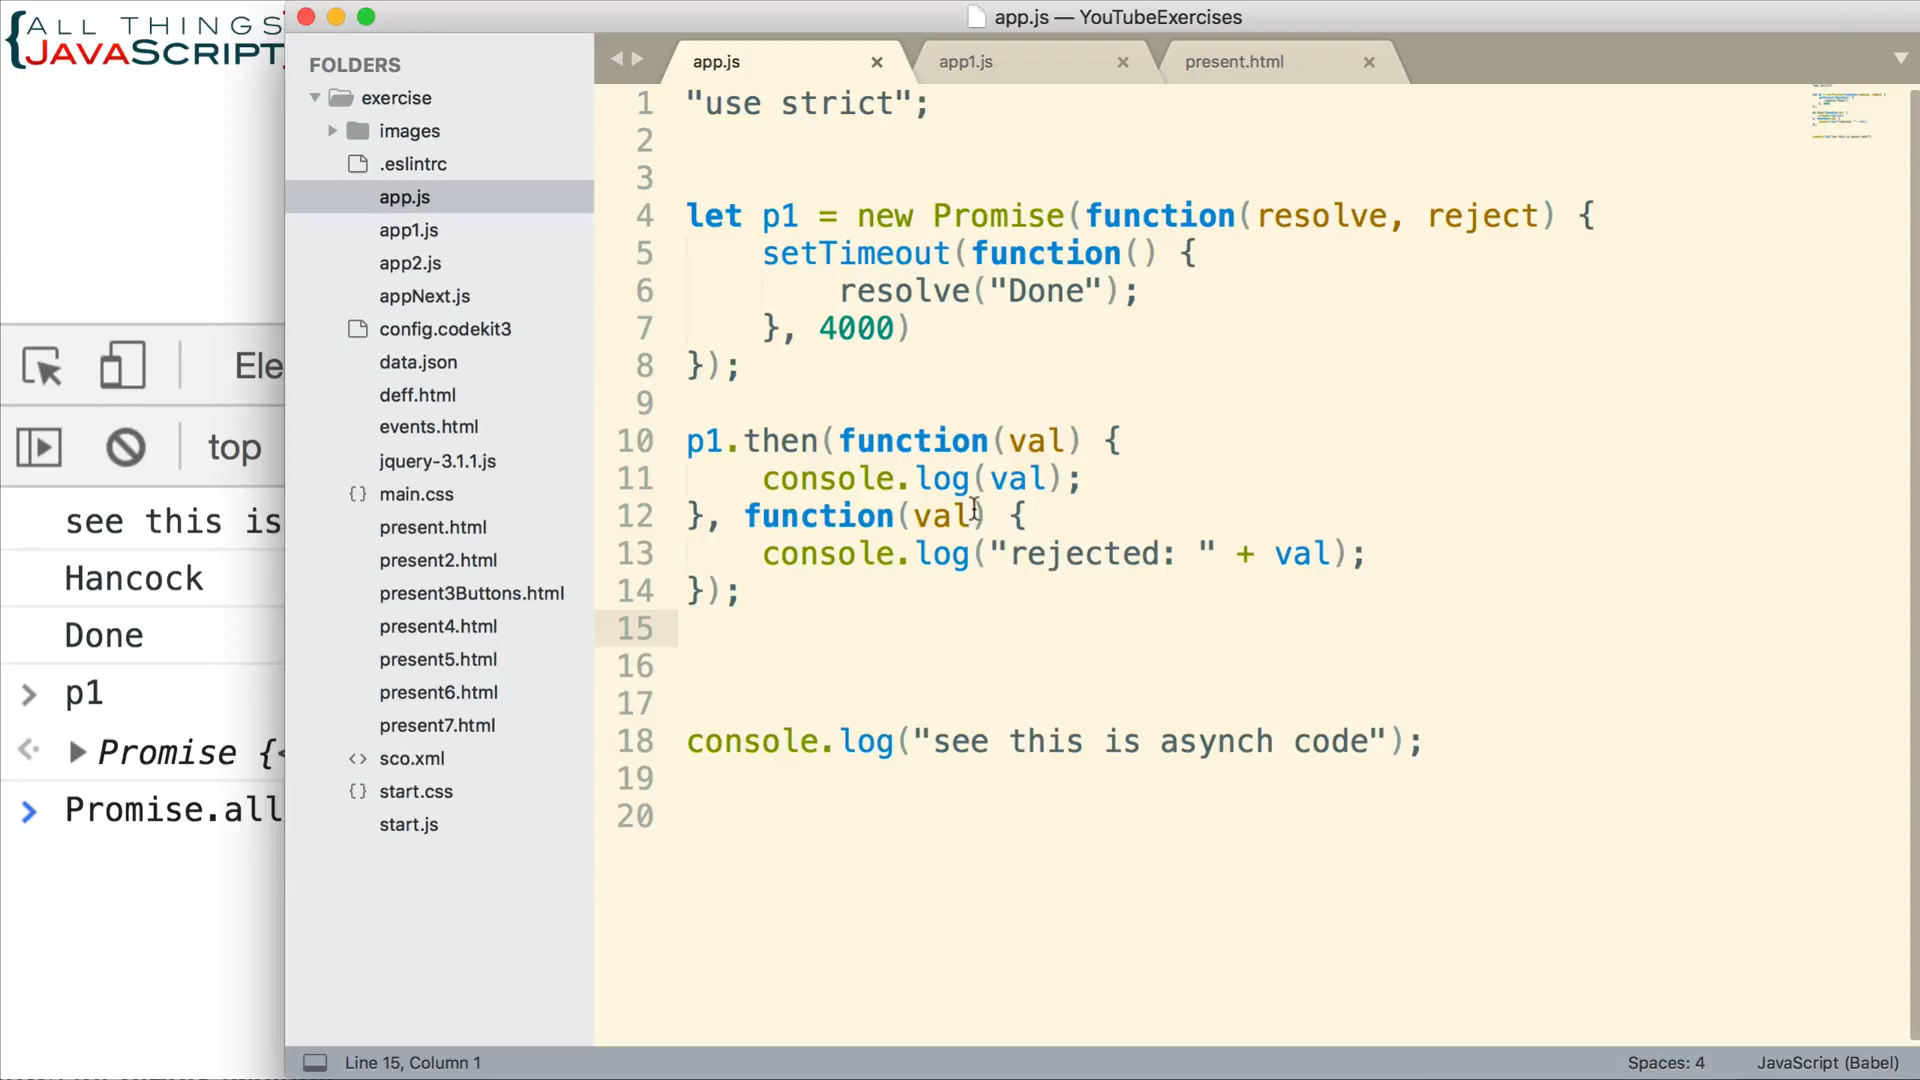 ALL THINGS
JAVASCRIPT
app.js — YouTubeExercises
FOLDERS
exercise
images
.eslintrc
app.js
app1.js
app2.js
appNext.js
config.codekit3
data.json
deff.html
events.html
jquery-3.1.1.js
{} main.css
present.html
present2.html
present3Buttons.html
present4.html
present5.html
present6.html
present7.html
<> sco.xml
{} start.css
start.js
app.js
app1.js
present.html
1 "use strict";
2
3
4 let p1 = new Promise(function(resolve, reject) {
5 setTimeout(function() {
6 resolve("Done");
7 }, 4000)
8 });
9
10 p1.then(function(val) {
11 console.log(val);
12 }, function(val) {
13 console.log("rejected: " + val);
14 });
15
16
17
18 console.log("see this is asynch code");
19
20
Ele
top
see this is
Hancock
Done
> p1
Promise {<
> Promise.all
Line 15, Column 1
Spaces: 4
JavaScript (Babel)